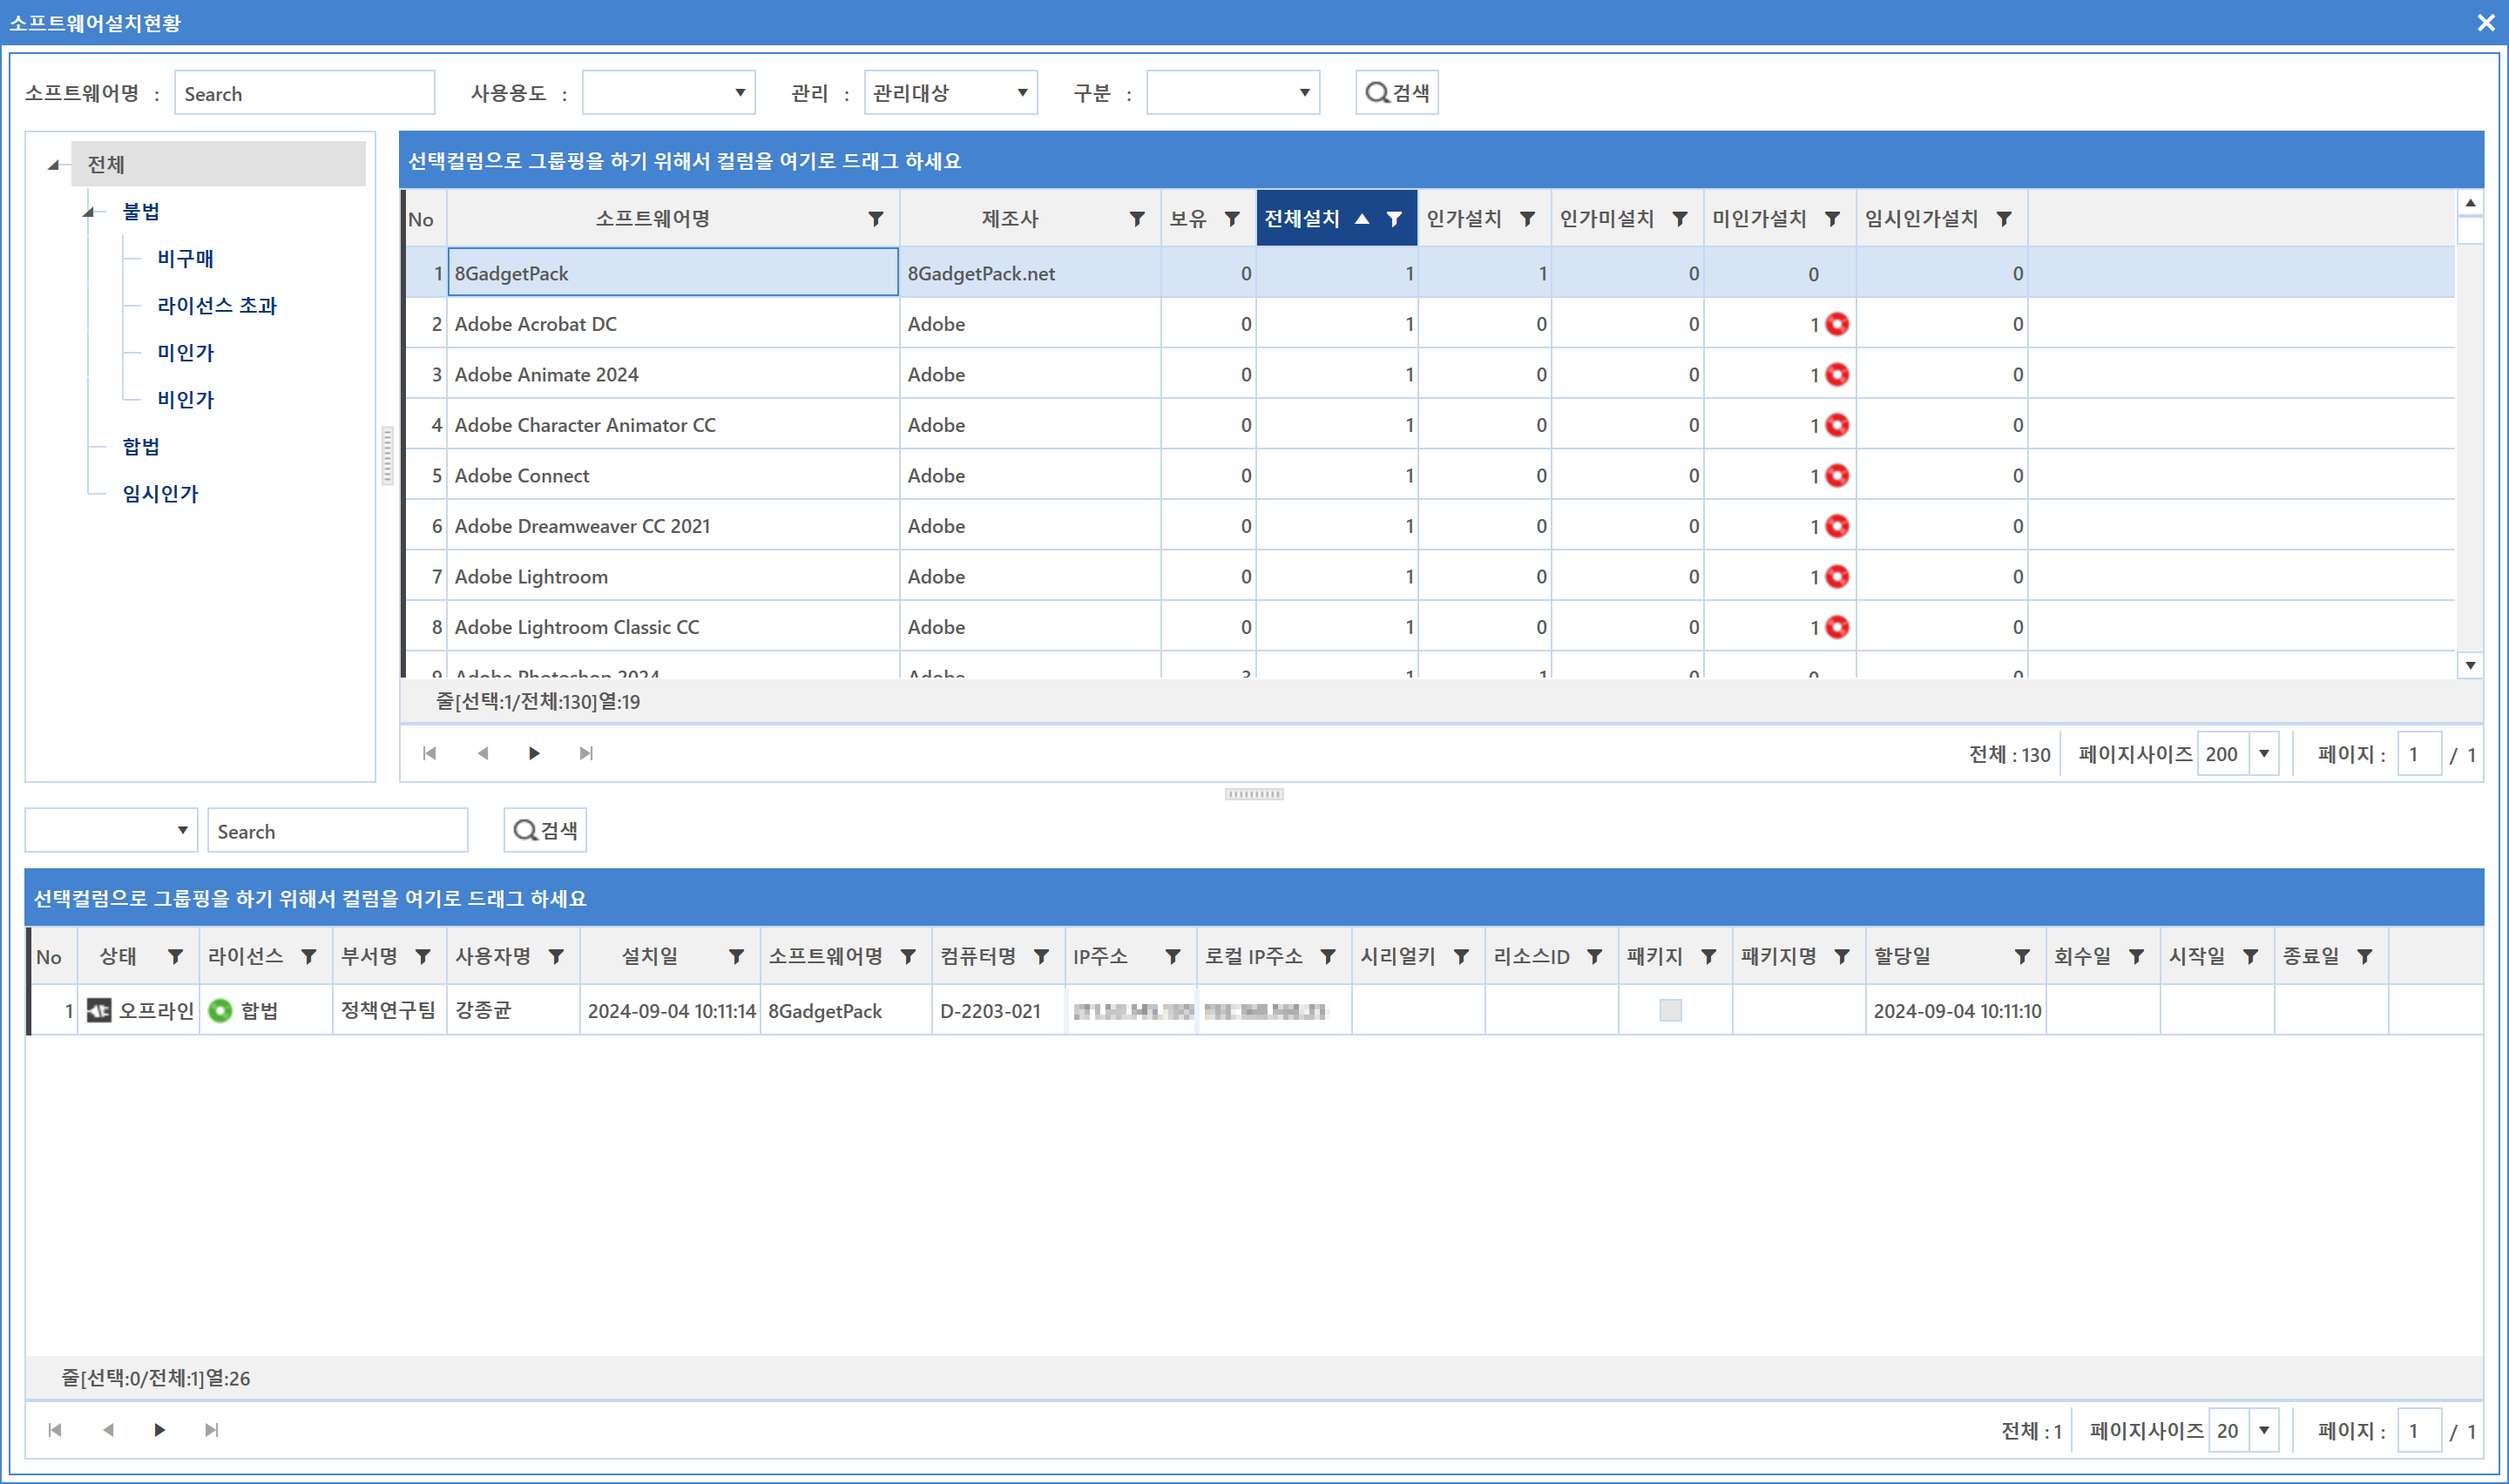 소프트웨어설치현황
소프트웨어명 : Search 사용용도 : 관리 : 관리대상 구분 : 검색
전체
불법
비구매
라이선스 초과
미인가
비인가
합법
임시인가
선택컬럼으로 그룹핑을 하기 위해서 컬럼을 여기로 드래그 하세요
No 소프트웨어명 제조사 보유 전체설치 인가설치 인가미설치 미인가설치 임시인가설치
1 8GadgetPack 8GadgetPack.net 0 1 1 0 0 0
2 Adobe Acrobat DC Adobe 0 1 0 0 1 0
3 Adobe Animate 2024 Adobe 0 1 0 0 1 0
4 Adobe Character Animator CC Adobe 0 1 0 0 1 0
5 Adobe Connect Adobe 0 1 0 0 1 0
6 Adobe Dreamweaver CC 2021 Adobe 0 1 0 0 1 0
7 Adobe Lightroom Adobe 0 1 0 0 1 0
8 Adobe Lightroom Classic CC Adobe 0 1 0 0 1 0
9 Adobe Photoshop 2024 Adobe 3 1 1 0 0 0
줄[선택:1/전체:130]열:19
전체 : 130 페이지사이즈 200 페이지 : 1 / 1
Search 검색
선택컬럼으로 그룹핑을 하기 위해서 컬럼을 여기로 드래그 하세요
No 상태 라이선스 부서명 사용자명 설치일 소프트웨어명 컴퓨터명 IP주소 로컬 IP주소 시리얼키 리소스ID 패키지 패키지명 할당일 회수일 시작일 종료일
1 오프라인 합법 정책연구팀 강종균 2024-09-04 10:11:14 8GadgetPack D-2203-021 2024-09-04 10:11:10
줄[선택:0/전체:1]열:26
전체 : 1 페이지사이즈 20 페이지 : 1 / 1